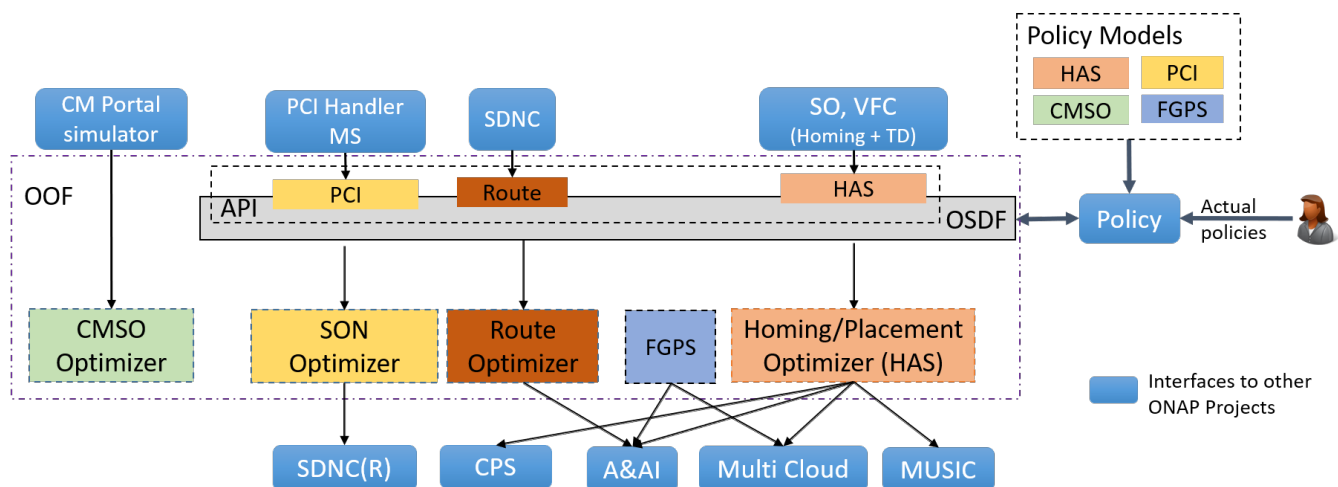 Policy Models
HAS
PCI
CMSO
FGPS
CM Portal
simulator
PCI Handler
MS
SDNC
SO, VFC
(Homing + TD)
OOF
API
PCI
Route
HAS
OSDF
Policy
Actual
policies
CMSO
Optimizer
SON
Optimizer
Route
Optimizer
FGPS
Homing/Placement
Optimizer (HAS)
Interfaces to other
ONAP Projects
SDNC(R)
CPS
A&AI
Multi Cloud
MUSIC